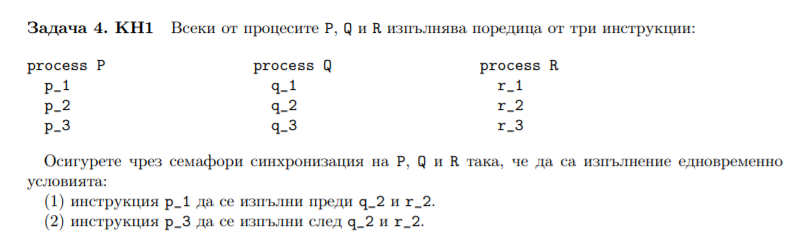 Задача 4. КН1 Всеки от процесите P, Q и R изпълнява поредица от три инструкции:
process P process Q process R
p_1 q_1 r_1
p_2 q_2 r_2
p_3 q_3 r_3
Осигурете чрез семафори синхронизация на P, Q и R така, че да са изпълнение едновременно
условията:
(1) инструкция p_1 да се изпълни преди q_2 и r_2.
(2) инструкция p_3 да се изпълни след q_2 и r_2.